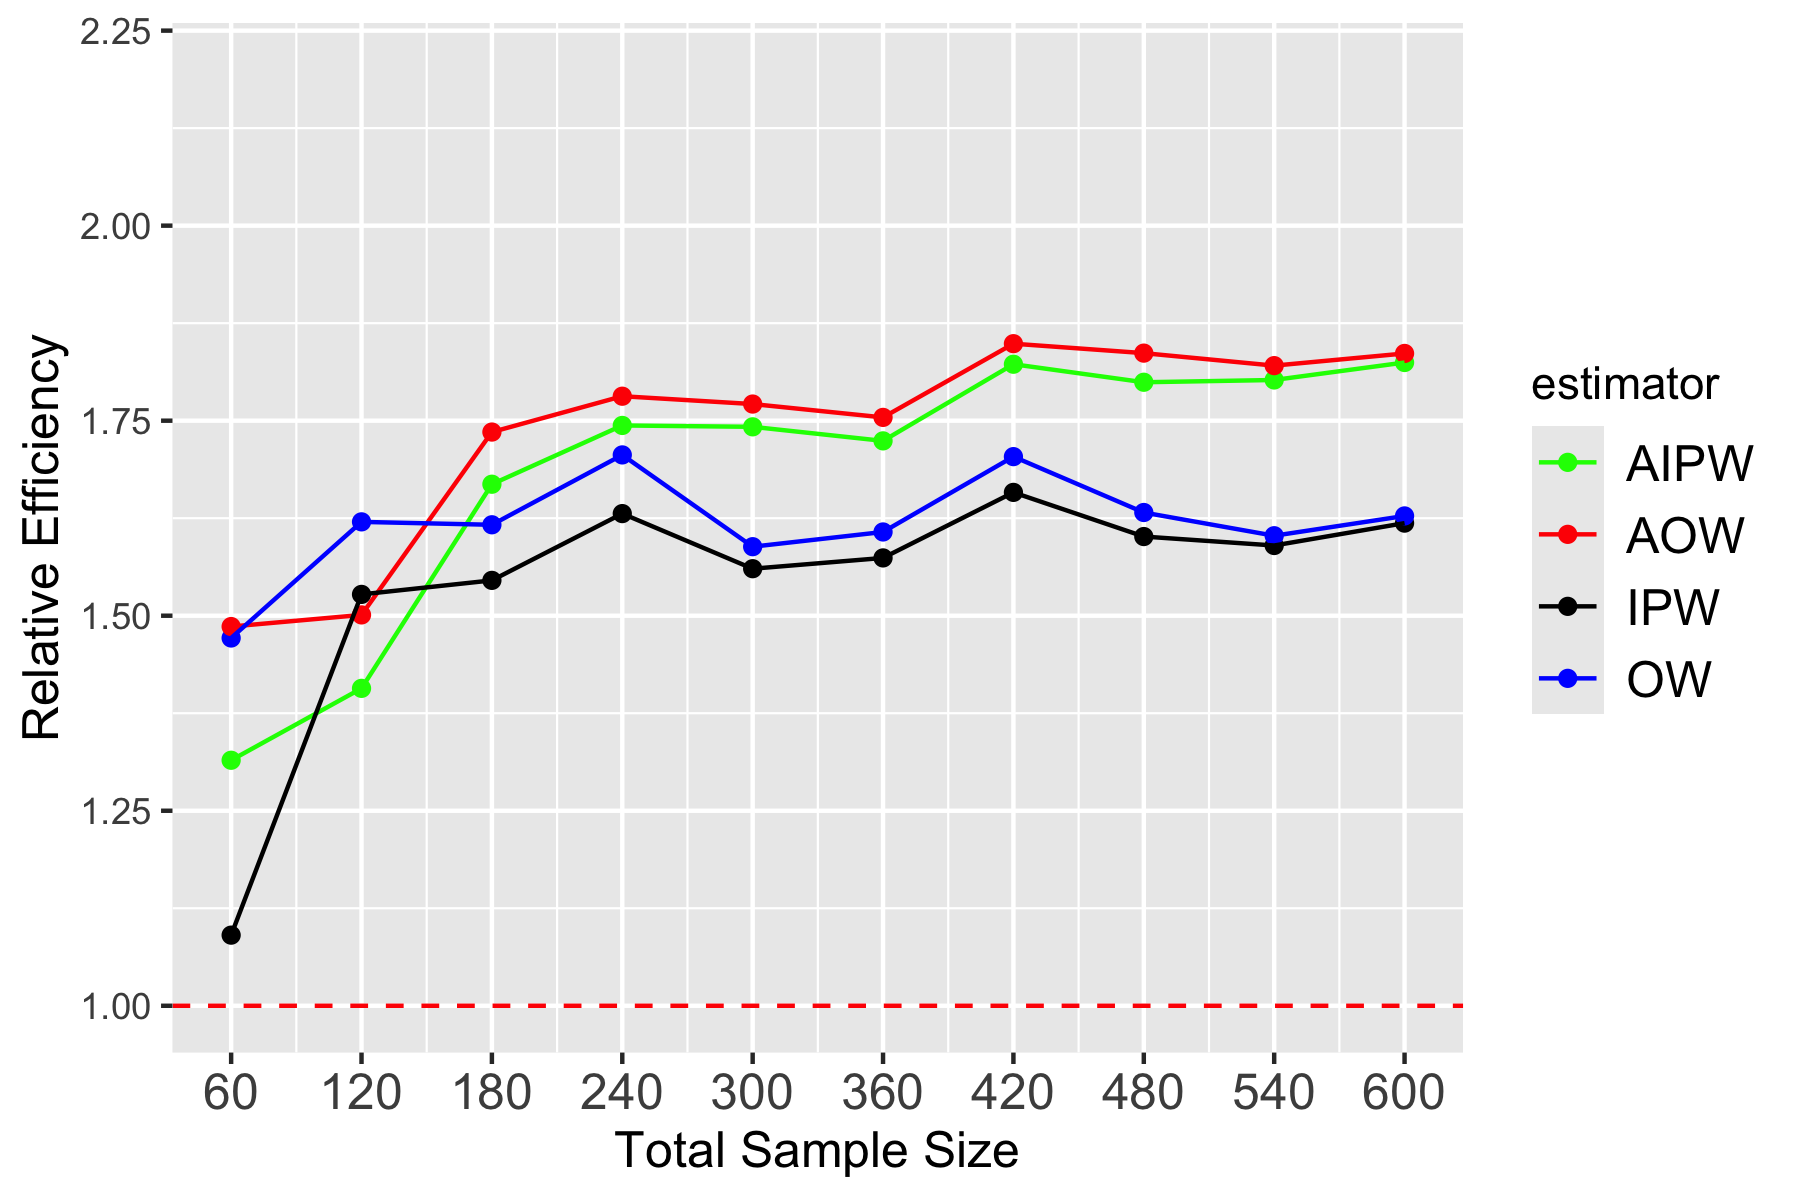 2.25
2.00
1.75
1.50
1.25
1.00
Relative Efficiency
60 120 180 240 300 360 420 480 540 600
Total Sample Size
estimator
AIPW
AOW
IPW
OW